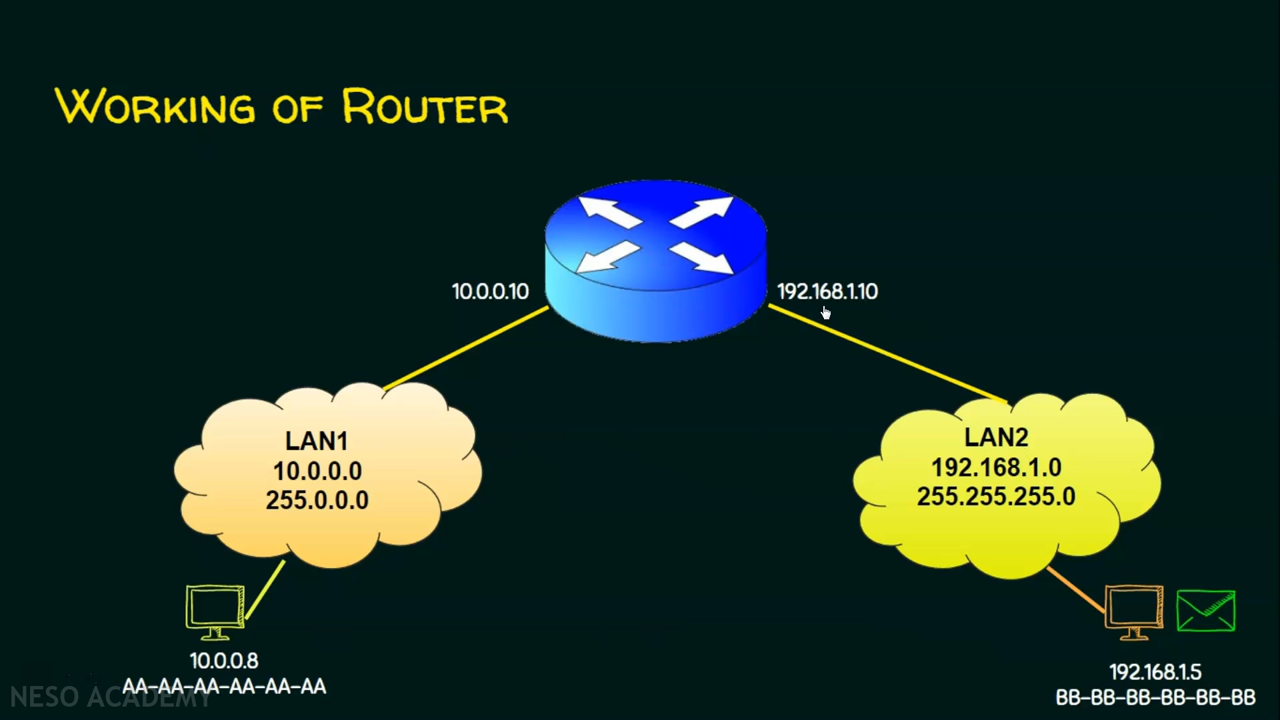 Working of Router
10.0.0.10
192.168.1.10
LAN1
10.0.0.0
255.0.0.0
LAN2
192.168.1.0
255.255.255.0
10.0.0.8
AA-AA-AA-AA-AA-AA
192.168.1.5
BB-BB-BB-BB-BB-BB
NESO ACADEMY